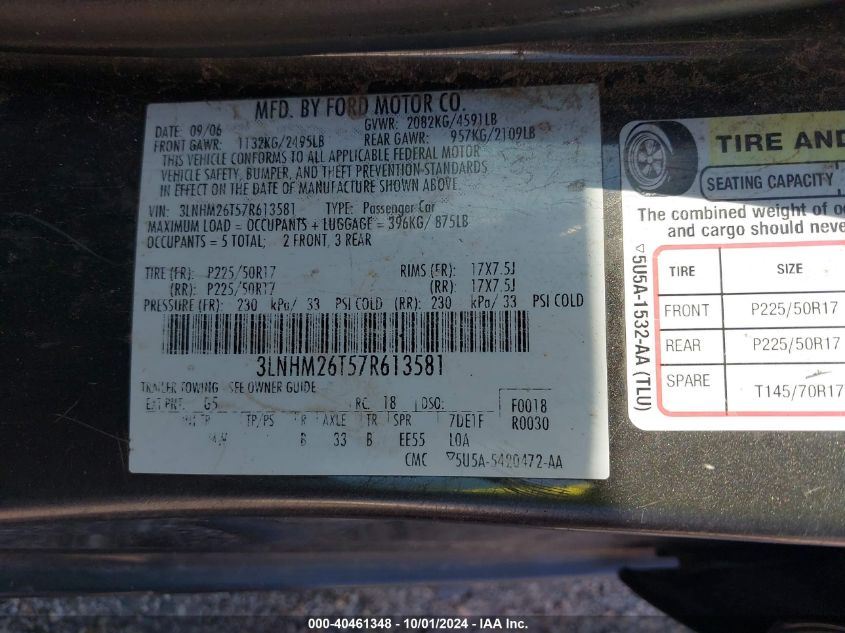 MFD. BY FORD MOTOR CO.
DATE: 09/06 GVWR: 2082KG/4591LB
FRONT GAWR: 1132KG/2495LB REAR GAWR: 957KG/2109LB
THIS VEHICLE CONFORMS TO ALL APPLICABLE FEDERAL MOTOR
VEHICLE SAFETY, BUMPER, AND THEFT PREVENTION STANDARDS
IN EFFECT ON THE DATE OF MANUFACTURE SHOWN ABOVE.
VIN: 3LNHM26T57R613581 TYPE: Passenger Car
MAXIMUM LOAD = OCCUPANTS + LUGGAGE = 396KG/ 875LB
OCCUPANTS = 5 TOTAL; 2 FRONT, 3 REAR
TIRE (FR): P225/50R17 RIMS (FR): 17X7.5J
(RR): P225/50R17 (RR): 17X7.5J
PRESSURE (FR): 230 kPa/ 33 PSI COLD (RR): 230 kPa/ 33 PSI COLD
3LNHM26T57R613581
TRAILER TOWING - SEE OWNER GUIDE
EXT PNT: G5 RC: 18 DSO: F0018
TP/PS R AXLE TR SPR 7DE1F R0030
B 33 B EE55 LOA
CMC ▽5U5A-5420472-AA
TIRE AND
SEATING CAPACITY
The combined weight of oc
and cargo should neve
▽5U5A-1532-AA (TLU)
TIRE SIZE
FRONT P225/50R17
REAR P225/50R17
SPARE T145/70R17
000-40461348 - 10/01/2024 - IAA Inc.